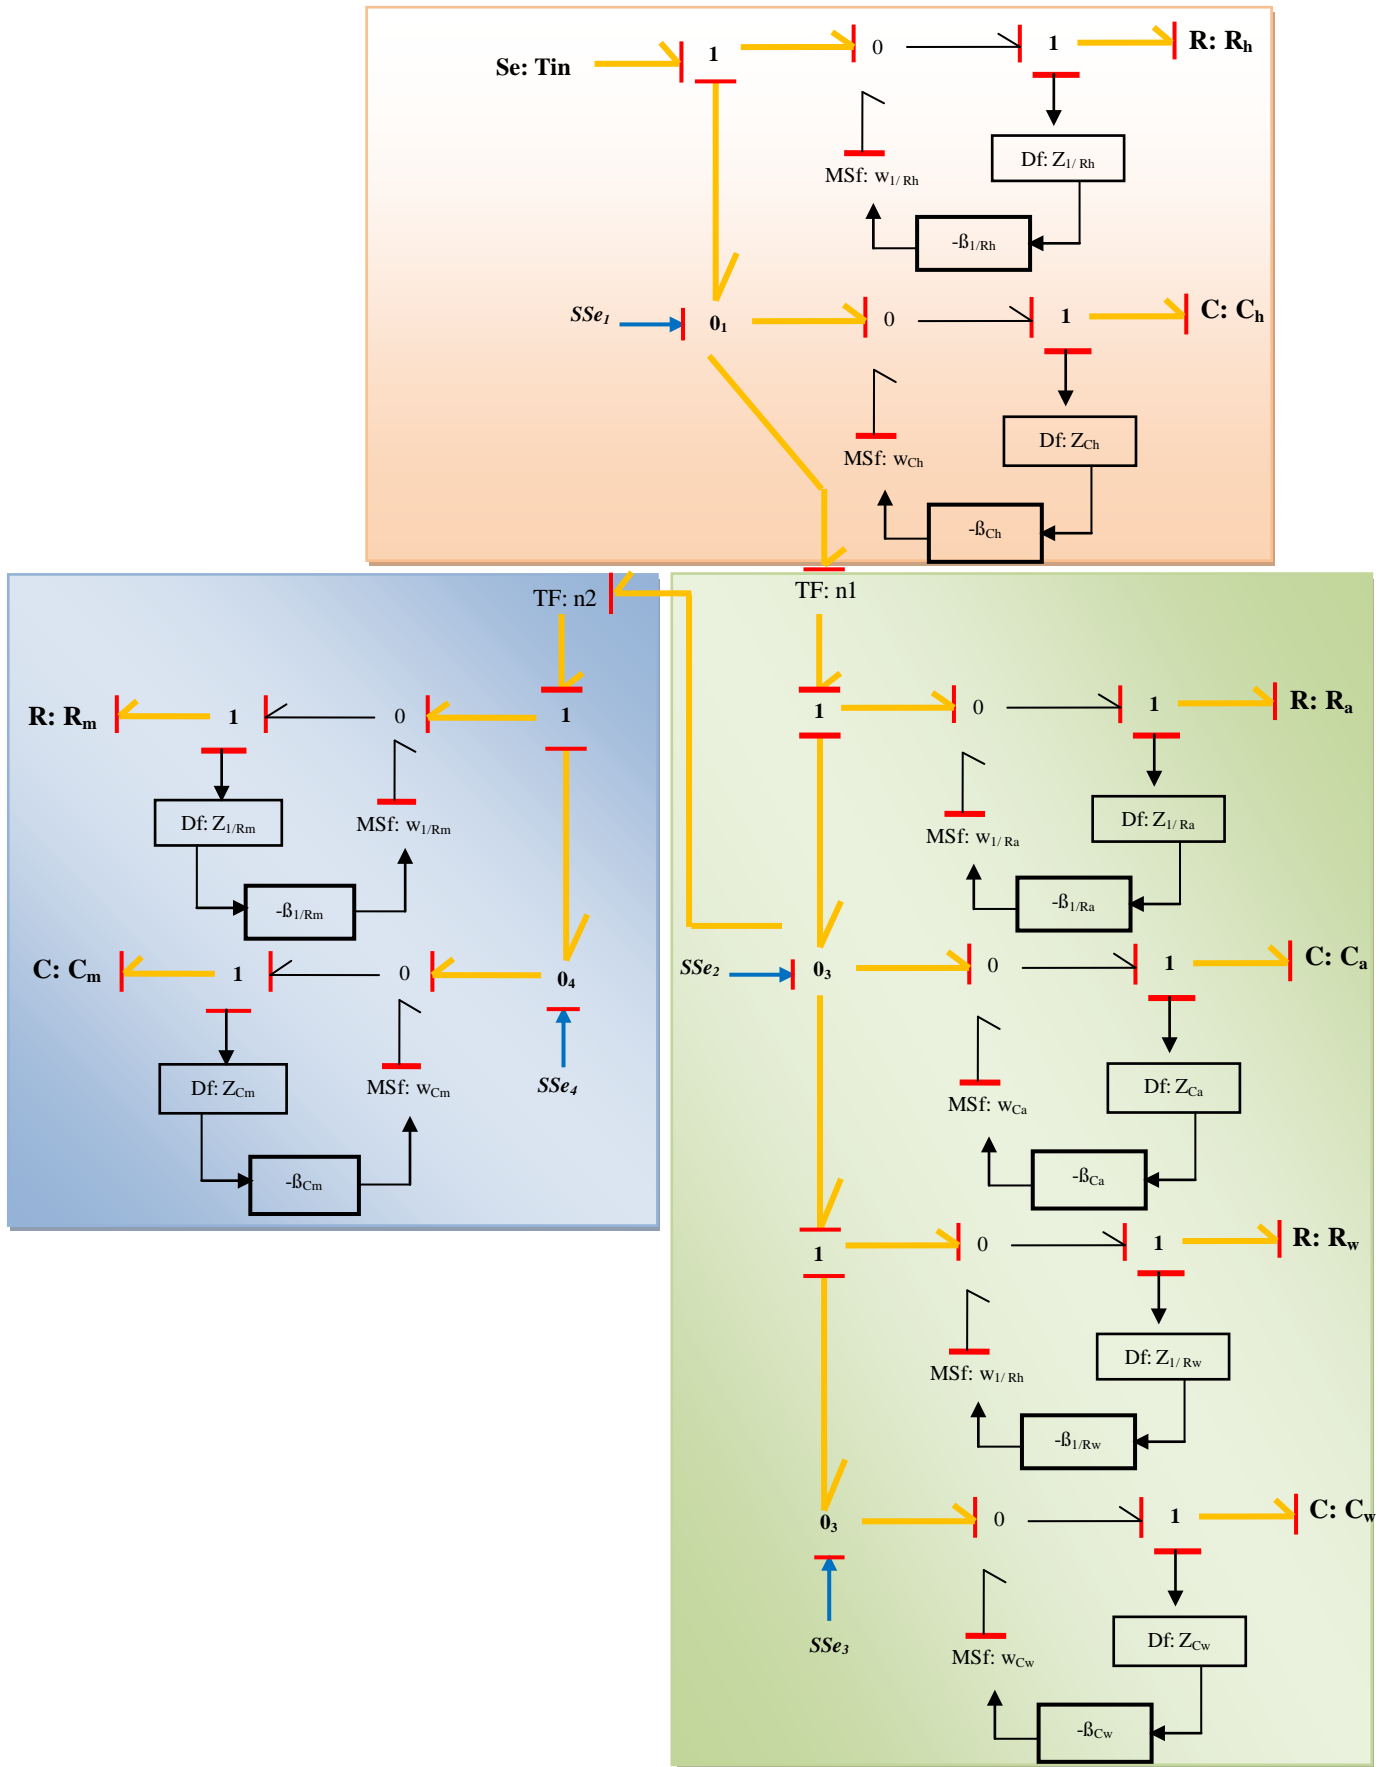 Se: Tin
1
0
1
R: Rₕ
MSf: w₁/ Rh
Df: Z₁/ Rh
-ß₁/Rh
SSe₁
0₁
0
1
C: Cₕ
MSf: wCh
Df: ZCh
-ßCh
TF: n2
TF: n1
R: Rₘ
1
0
1
Df: Z₁/Rm
MSf: w₁/Rm
-ß₁/Rm
C: Cₘ
1
0
0₄
Df: ZCm
MSf: wCm
SSe₄
-ßCm
1
0
1
R: Rₐ
MSf: w₁/ Ra
Df: Z₁/ Ra
-ß₁/Ra
SSe₂
0₃
0
1
C: Cₐ
MSf: wCa
Df: ZCa
-ßCa
1
0
1
R: Rw
MSf: w₁/ Rh
Df: Z₁/ Rw
-ß₁/Rw
0₃
0
1
C: Cw
SSe₃
MSf: wCw
Df: ZCw
-ßCw